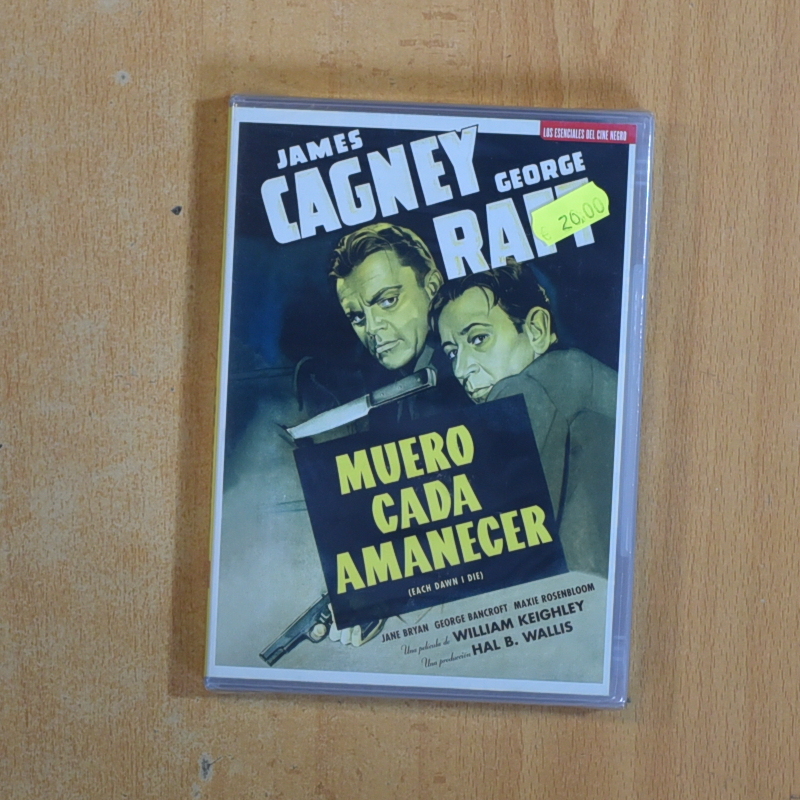 LOS ESENCIALES DEL CINE NEGRO
JAMES
CAGNEY
GEORGE
RAFT
€ 20,00
MUERO
CADA
AMANECER
(EACH DAWN I DIE)
JANE BRYAN GEORGE BANCROFT MAXIE ROSENBLOOM
Una película de WILLIAM KEIGHLEY
Una producción HAL B. WALLIS